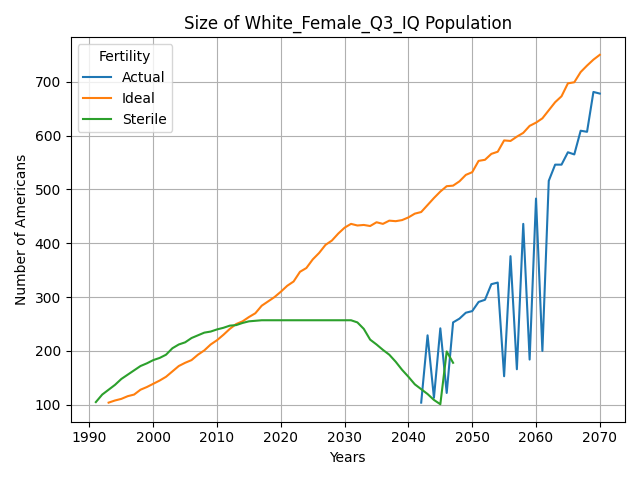 Size of White_Female_Q3_IQ Population
Fertility
Actual
Ideal
Sterile
Number of Americans
700
600
500
400
300
200
100
1990 2000 2010 2020 2030 2040 2050 2060 2070
Years